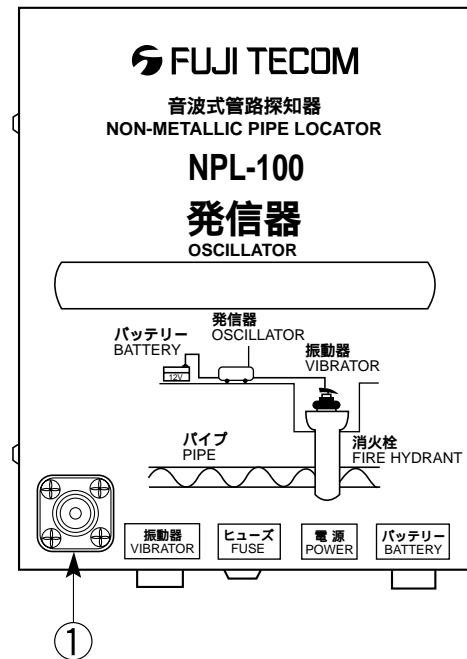 FUJI TECOM
音波式管路探知器
NON-METALLIC PIPE LOCATOR
NPL-100
発信器
OSCILLATOR
バッテリー
BATTERY
発信器
OSCILLATOR
振動器
VIBRATOR
12V
パイプ
PIPE
消火栓
FIRE HYDRANT
振動器
VIBRATOR
ヒューズ
FUSE
電 源
POWER
バッテリー
BATTERY
①